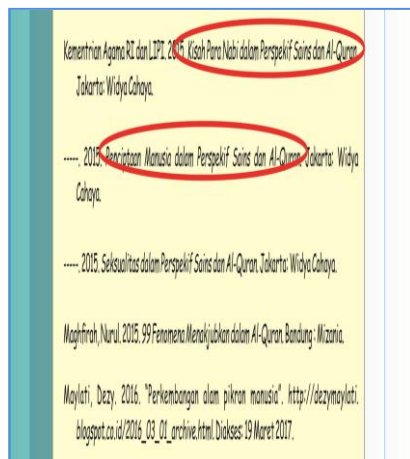 Kementrian Agama RI dan LIPI. 2015. Kisah Para Nabi dalam Perspekif Sains dan Al-Quran.
Jakarta: Widya Cahaya.
-----. 2015. Penciptaan Manusia dalam Perspekif Sains dan Al-Quran. Jakarta: Widya
Cahaya.
-----. 2015. Seksualitas dalam Perspekif Sains dan Al-Quran. Jakarta: Widya Cahaya.
Maghfirah, Nurul. 2015. 99 Fenomena Menakjubkan dalam Al-Quran. Bandung : Mizania.
Maylati, Dezy. 2016. "Perkembangan alam pikran manusia". http://dezymaylati.
blogspot.co.id/2016_03_01_archive.html. Diakses 19 Maret 2017.